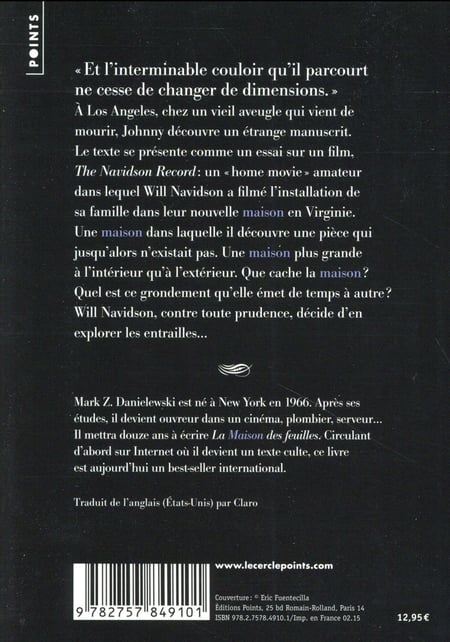 POINTS
« Et l'interminable couloir qu'il parcourt
ne cesse de changer de dimensions. »
À Los Angeles, chez un vieil aveugle qui vient de
mourir, Johnny découvre un étrange manuscrit.
Le texte se présente comme un essai sur un film,
The Navidson Record : un « home movie » amateur
dans lequel Will Navidson a filmé l'installation de
sa famille dans leur nouvelle maison en Virginie.
Une maison dans laquelle il découvre une pièce qui
jusqu'alors n'existait pas. Une maison plus grande
à l'intérieur qu'à l'extérieur. Que cache la maison ?
Quel est ce grondement qu'elle émet de temps à autre ?
Will Navidson, contre toute prudence, décide d'en
explorer les entrailles...
Mark Z. Danielewski est né à New York en 1966. Après ses
études, il devient ouvreur dans un cinéma, plombier, serveur...
Il mettra douze ans à écrire La Maison des feuilles. Circulant
d'abord sur Internet où il devient un texte culte, ce livre
est aujourd'hui un best-seller international.
Traduit de l'anglais (États-Unis) par Claro
www.lecerclepoints.com
Couverture : © Eric Fuentecilla
Éditions Points, 25 bd Romain-Rolland, Paris 14
ISBN 978.2.7578.4910.1/Imp. en France 02.15
12,95 €
9 782757 849101